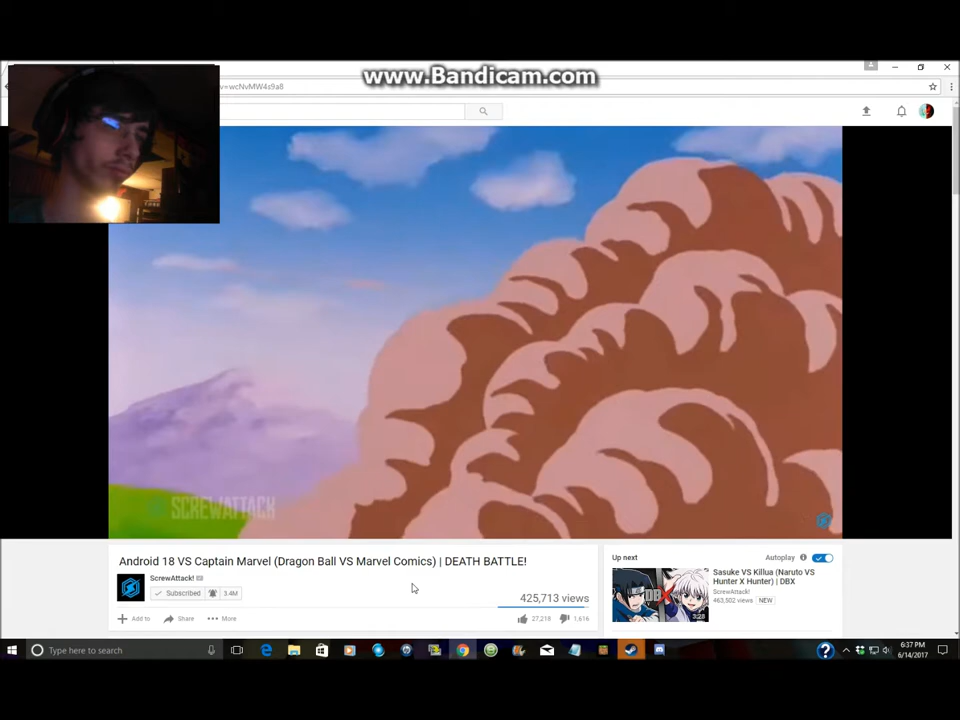 www.Bandicam.com
v=wcNvMW4s9a8
SCREWATTACK
Android 18 VS Captain Marvel (Dragon Ball VS Marvel Comics) | DEATH BATTLE!
ScrewAttack!
Subscribed 3.4M
425,713 views
Add to Share More
27,218 1,616
Up next Autoplay
Sasuke VS Killua (Naruto VS
Hunter X Hunter) | DBX
ScrewAttack!
463,502 views NEW
DBX
3:28
Type here to search
6:37 PM
6/14/2017